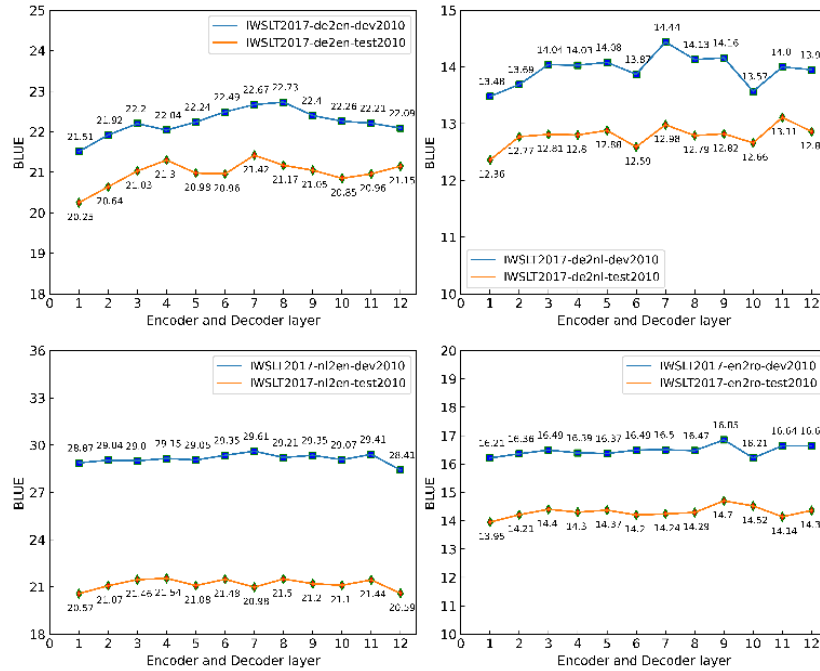 25
24
23
22
21
20
19
18
BLUE
IWSLT2017-de2en-dev2010
IWSLT2017-de2en-test2010
21.51 21.92 22.2 22.04 22.24 22.49 22.67 22.73 22.4 22.26 22.21 22.09
20.64 21.03 21.3 20.98 20.96 21.42 21.17 21.05 20.85 20.96 21.15
0 1 2 3 4 5 6 7 8 9 10 11 12
Encoder and Decoder layer
15
14
13
12
11
10
BLUE
13.48 13.69 14.04 14.03 14.08 13.87 14.44 14.13 14.16 13.57 14.0 13.9
12.36 12.77 12.81 12.8 12.88 12.59 12.98 12.79 12.82 12.66 13.11 12.8
IWSLT2017-de2nl-dev2010
IWSLT2017-de2nl-test2010
0 1 2 3 4 5 6 7 8 9 10 11 12
Encoder and Decoder layer
36
33
30
27
24
21
18
BLUE
IWSLT2017-nl2en-dev2010
IWSLT2017-nl2en-test2010
28.87 29.04 29.0 29.15 29.05 29.35 29.61 29.21 29.35 29.07 29.41 28.41
20.57 21.07 21.46 21.54 21.08 21.48 20.98 21.5 21.2 21.1 21.44 20.59
0 1 2 3 4 5 6 7 8 9 10 11 12
Encoder and Decoder layer
20
19
18
17
16
15
14
13
12
11
10
BLUE
IWSLT2017-en2ro-dev2010
IWSLT2017-en2ro-test2010
16.21 16.36 16.49 16.39 16.37 16.49 16.5 16.47 16.21 16.64 16.6
13.95 14.21 14.4 14.3 14.37 14.2 14.24 14.29 14.7 14.52 14.14 14.3
0 1 2 3 4 5 6 7 8 9 10 11 12
Encoder and Decoder layer